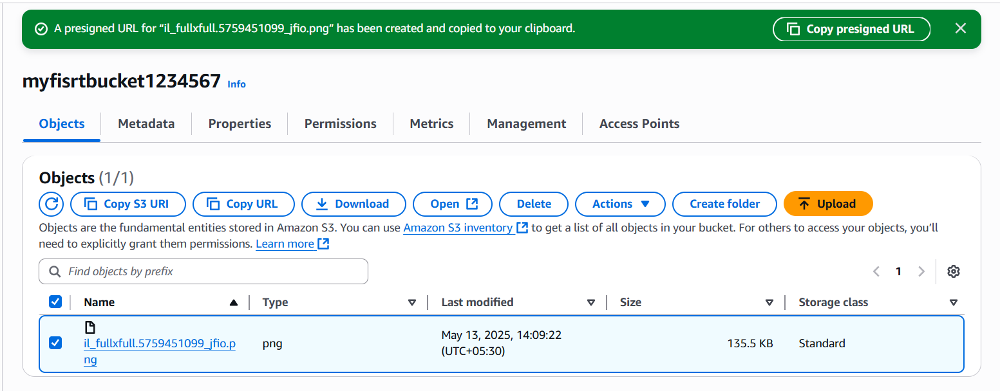 A presigned URL for “il_fullxfull.5759451099_jfio.png” has been created and copied to your clipboard.
Copy presigned URL
myfisrtbucket1234567 Info
Objects Metadata Properties Permissions Metrics Management Access Points
Objects (1/1)
Copy S3 URI Copy URL Download Open Delete Actions Create folder Upload
Objects are the fundamental entities stored in Amazon S3. You can use Amazon S3 inventory to get a list of all objects in your bucket. For others to access your objects, you’ll
need to explicitly grant them permissions. Learn more
Find objects by prefix
1
Name Type Last modified Size Storage class
il_fullxfull.5759451099_jfio.p
ng
png
May 13, 2025, 14:09:22
(UTC+05:30)
135.5 KB
Standard